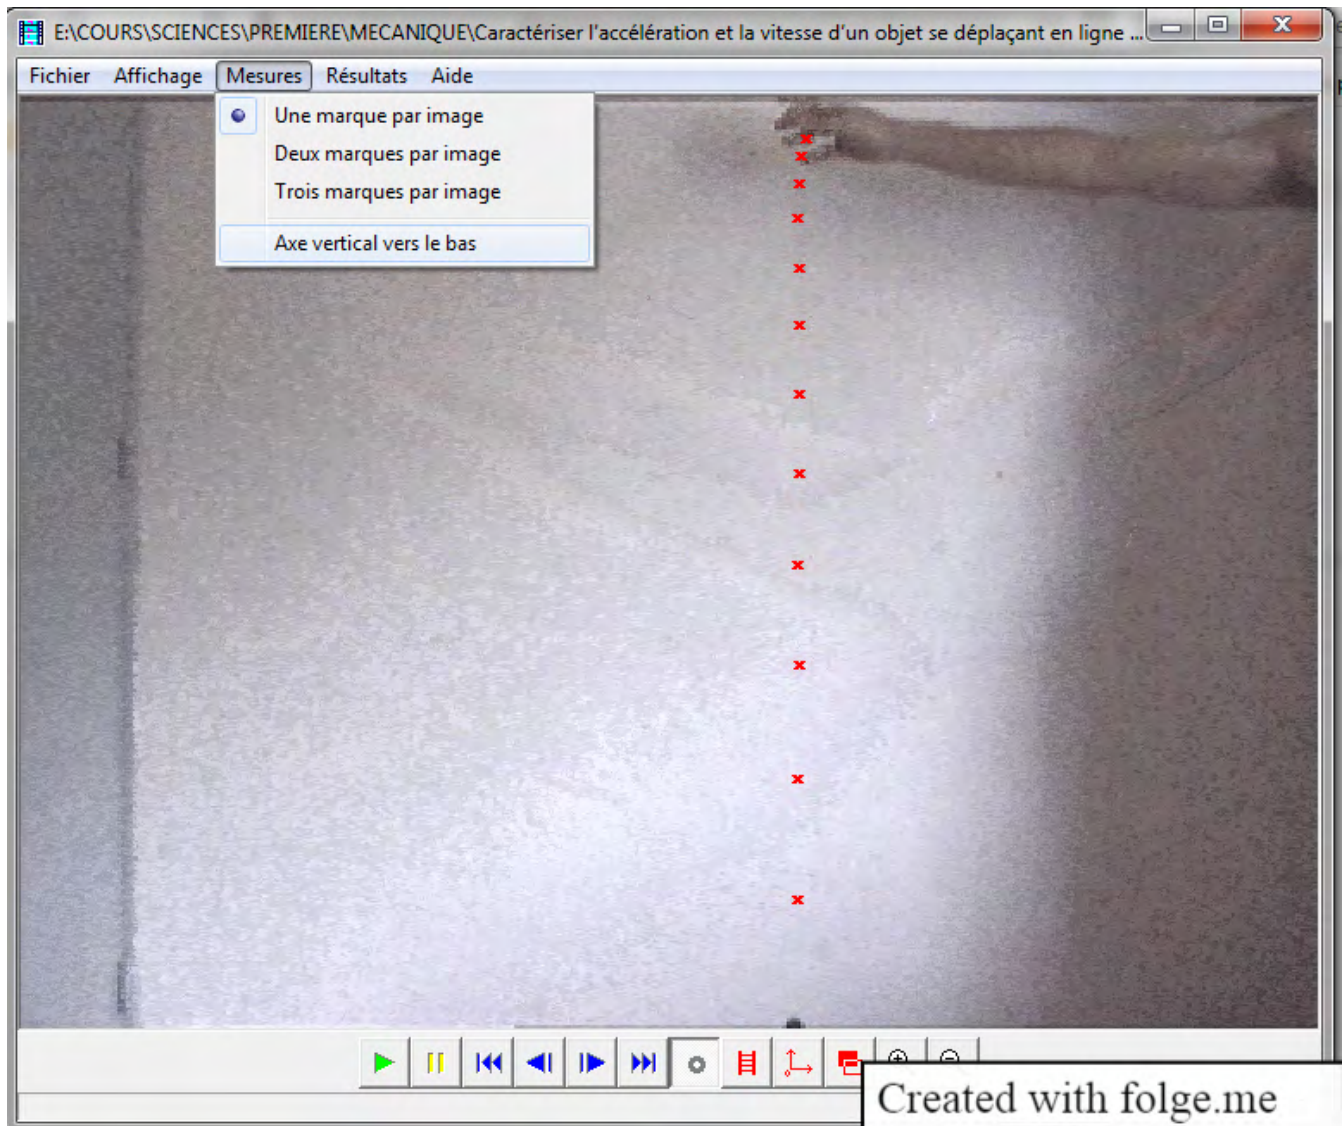 E:\COURS\SCIENCES\PREMIERE\MECANIQUE\Caractériser l'accélération et la vitesse d'un objet se déplaçant en ligne ...
Fichier Affichage Mesures Résultats Aide
Une marque par image
Deux marques par image
Trois marques par image
Axe vertical vers le bas
Created with folge.me